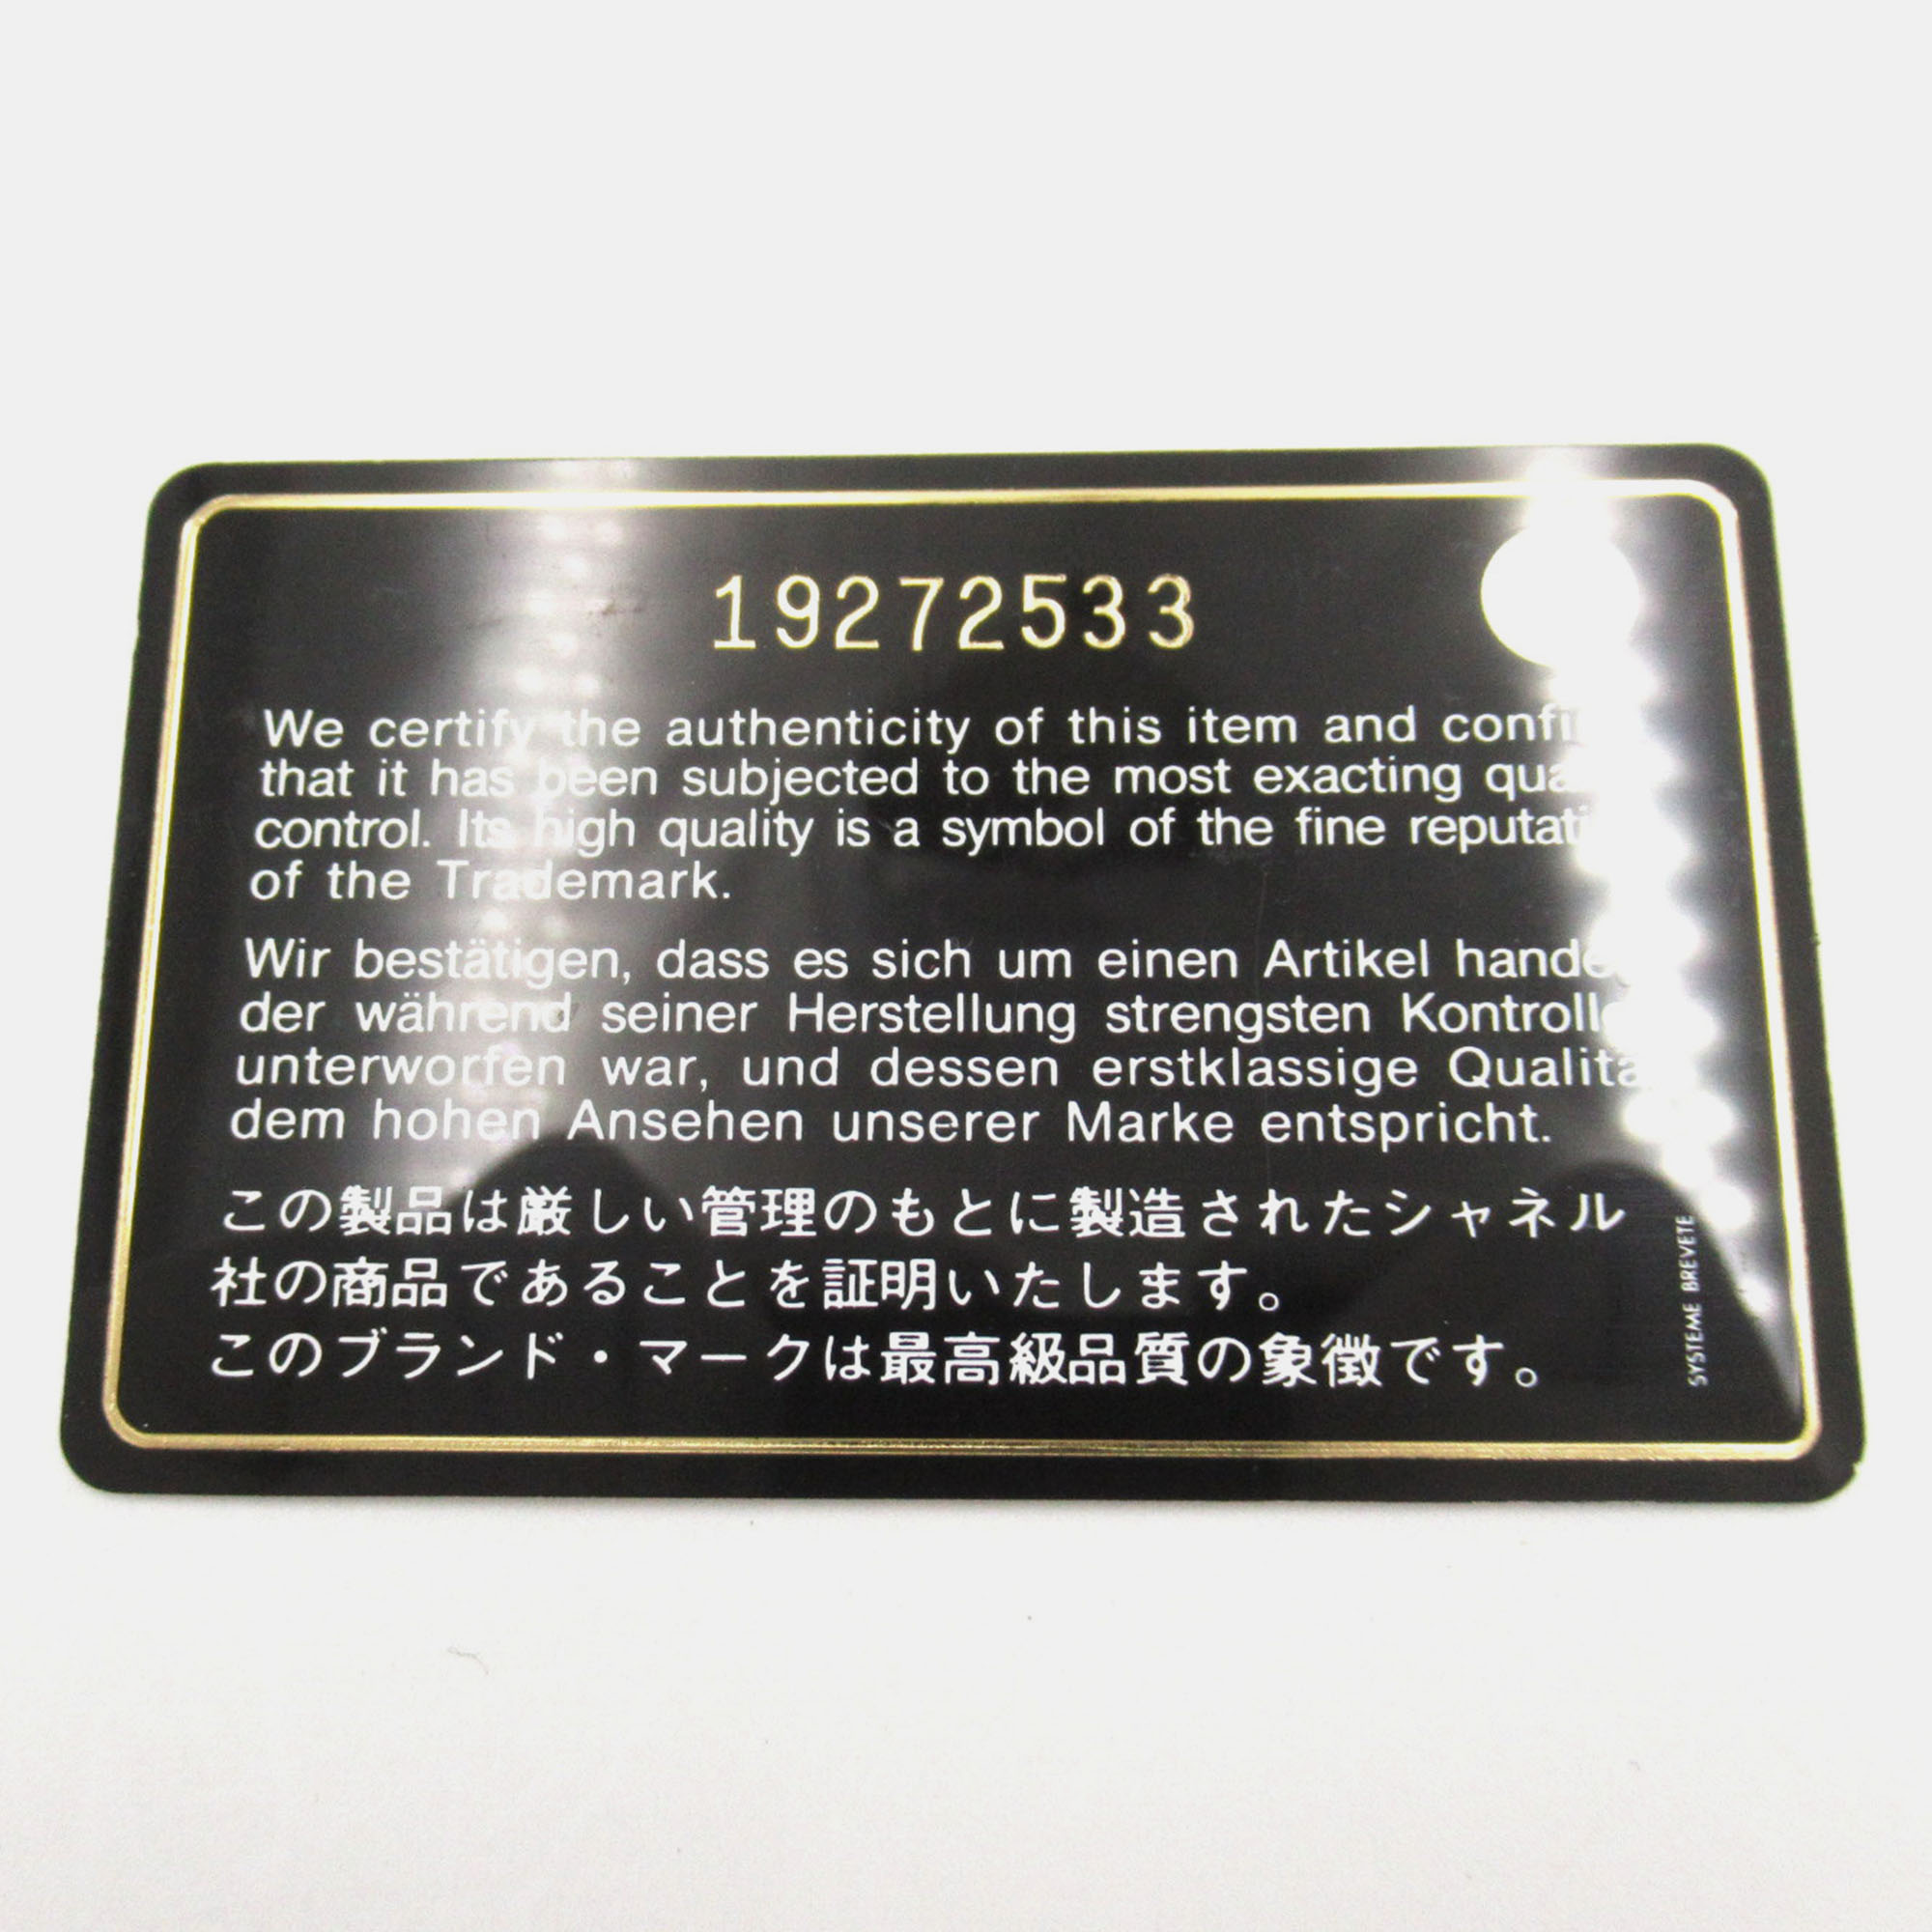 19272533
We certify the authenticity of this item and
that it has been subjected to the most exacting
control. Its high quality is a symbol of the fine
of the Trademark.
Wir bestätigen, dass es sich um einen Artikel
der während seiner Herstellung strengsten
unterworfen war, und dessen erstklassige
dem hohen Ansehen unserer Marke entspricht.
この製品は厳しい管理のもとに製造されたシャネル
社の商品であることを証明いたします。
このブランド・マークは最高級品質の象徴です。
SYSTEME BREVETE